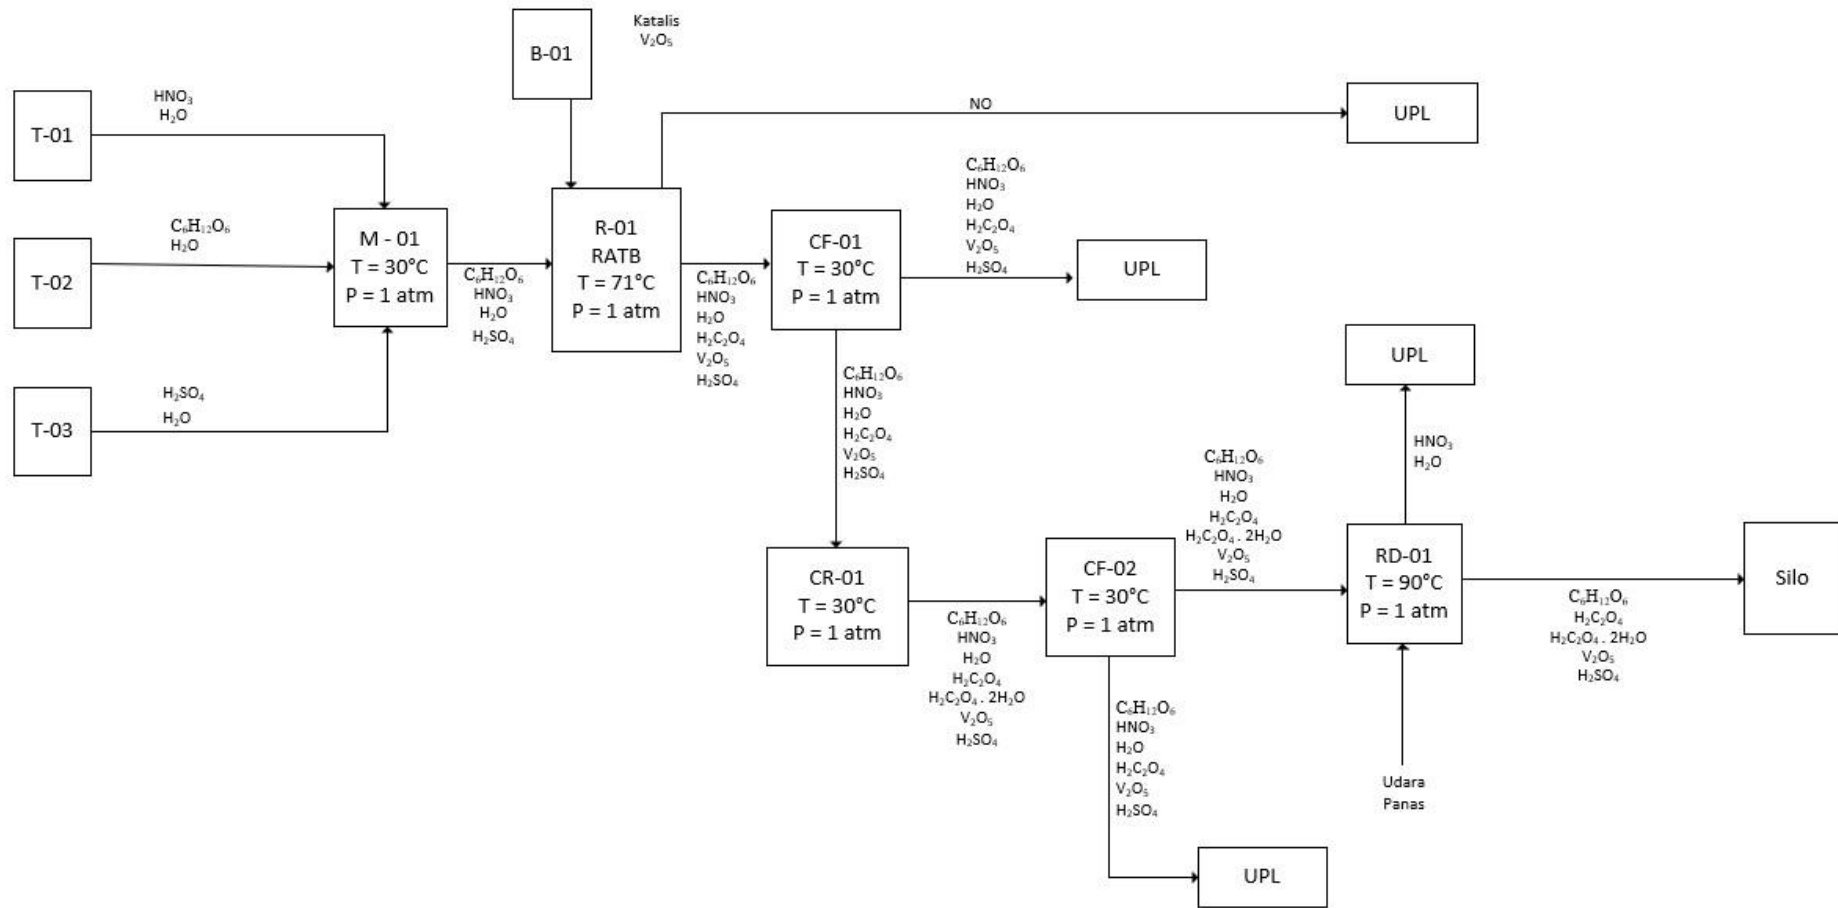 Katalis
V₂O₅
B-01
HNO₃
H₂O
T-01
NO
UPL
C₆H₁₂O₆
H₂O
T-02
M - 01
T = 30°C
P = 1 atm
C₆H₁₂O₆
HNO₃
H₂O
H₂SO₄
R-01
RATB
T = 71°C
P = 1 atm
C₆H₁₂O₆
HNO₃
H₂O
H₂C₂O₄
V₂O₅
H₂SO₄
CF-01
T = 30°C
P = 1 atm
C₆H₁₂O₆
HNO₃
H₂O
H₂C₂O₄
V₂O₅
H₂SO₄
UPL
H₂SO₄
H₂O
T-03
C₆H₁₂O₆
HNO₃
H₂O
H₂C₂O₄
V₂O₅
H₂SO₄
CR-01
T = 30°C
P = 1 atm
C₆H₁₂O₆
HNO₃
H₂O
H₂C₂O₄
H₂C₂O₄ . 2H₂O
V₂O₅
H₂SO₄
CF-02
T = 30°C
P = 1 atm
C₆H₁₂O₆
HNO₃
H₂O
H₂C₂O₄
H₂C₂O₄ . 2H₂O
V₂O₅
H₂SO₄
C₆H₁₂O₆
HNO₃
H₂O
H₂C₂O₄
V₂O₅
H₂SO₄
UPL
UPL
HNO₃
H₂O
RD-01
T = 90°C
P = 1 atm
Udara
Panas
C₆H₁₂O₆
H₂C₂O₄
H₂C₂O₄ . 2H₂O
V₂O₅
H₂SO₄
Silo